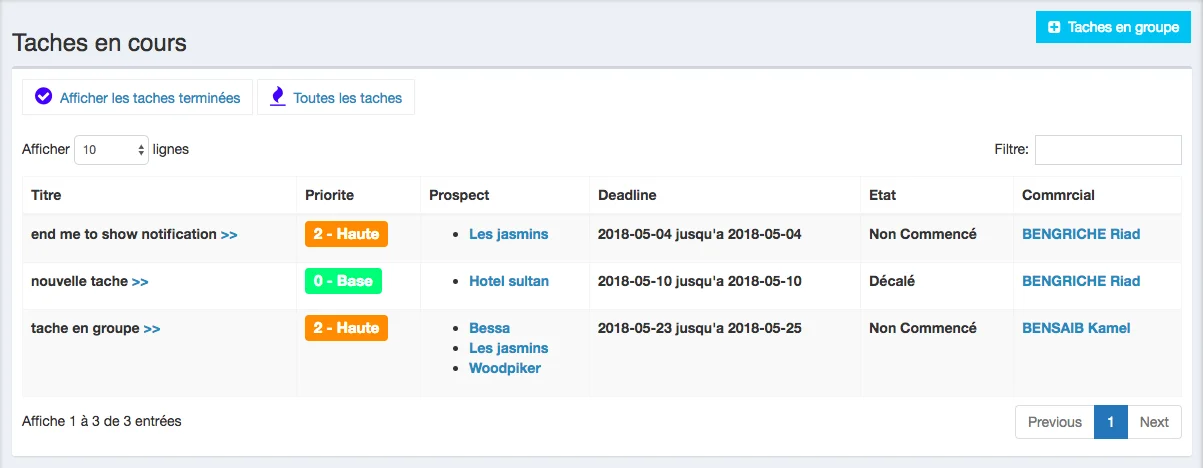 Taches en groupe
Taches en cours
Afficher les taches terminées Toutes les taches
Afficher 10 lignes Filtre:
Titre Priorite Prospect Deadline Etat Commrcial
end me to show notification >> 2 - Haute Les jasmins 2018-05-04 jusqu'a 2018-05-04 Non Commencé BENGRICHE Riad
nouvelle tache >> 0 - Base Hotel sultan 2018-05-10 jusqu'a 2018-05-10 Décalé BENGRICHE Riad
tache en groupe >> 2 - Haute Bessa 2018-05-23 jusqu'a 2018-05-25 Non Commencé BENSAIB Kamel
Les jasmins
Woodpiker
Affiche 1 à 3 de 3 entrées Previous 1 Next